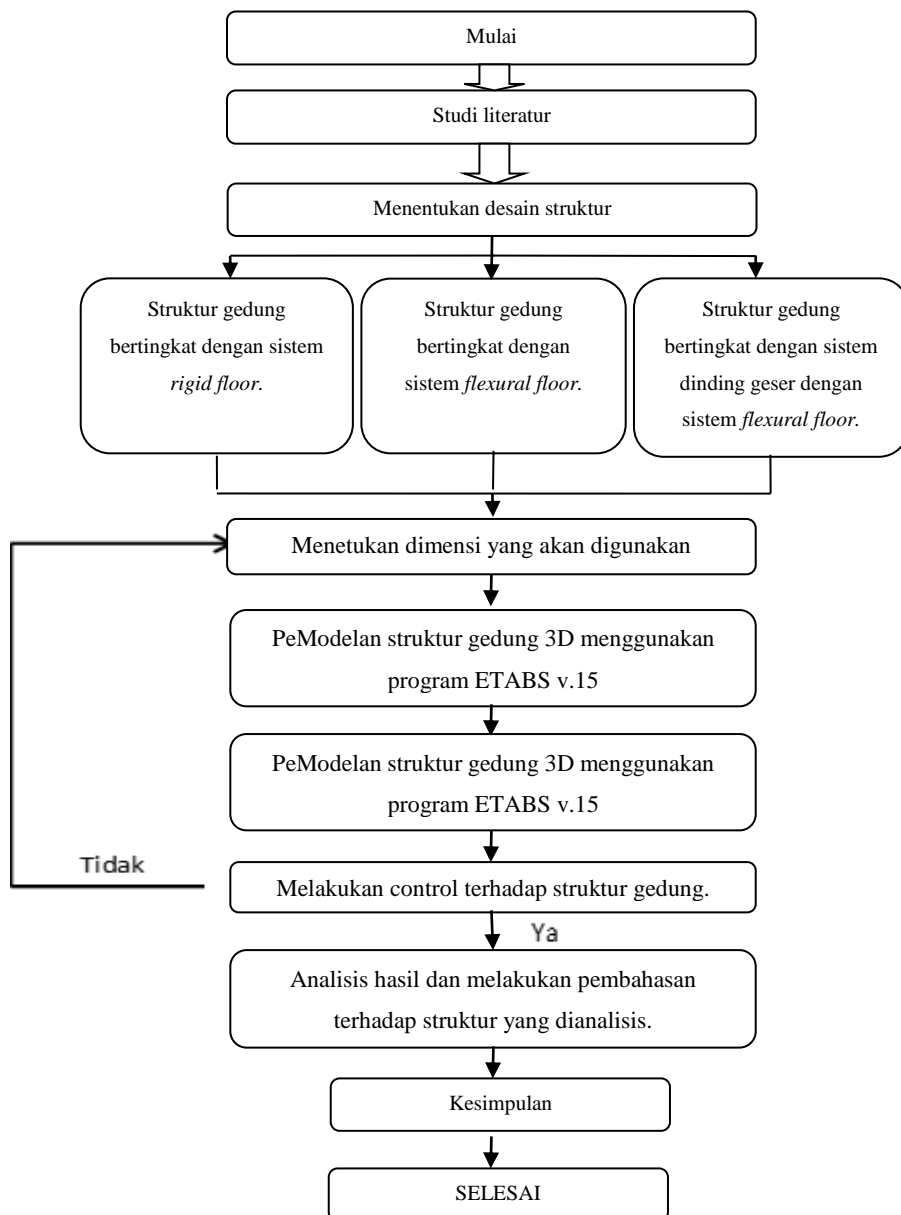 Mulai
Studi literatur
Menentukan desain struktur
Struktur gedung
bertingkat dengan sistem
rigid floor.
Struktur gedung
bertingkat dengan
sistem flexural floor.
Struktur gedung
bertingkat dengan sistem
dinding geser dengan
sistem flexural floor.
Menetukan dimensi yang akan digunakan
PeModelan struktur gedung 3D menggunakan
program ETABS v.15
PeModelan struktur gedung 3D menggunakan
program ETABS v.15
Tidak
Melakukan control terhadap struktur gedung.
Ya
Analisis hasil dan melakukan pembahasan
terhadap struktur yang dianalisis.
Kesimpulan
SELESAI